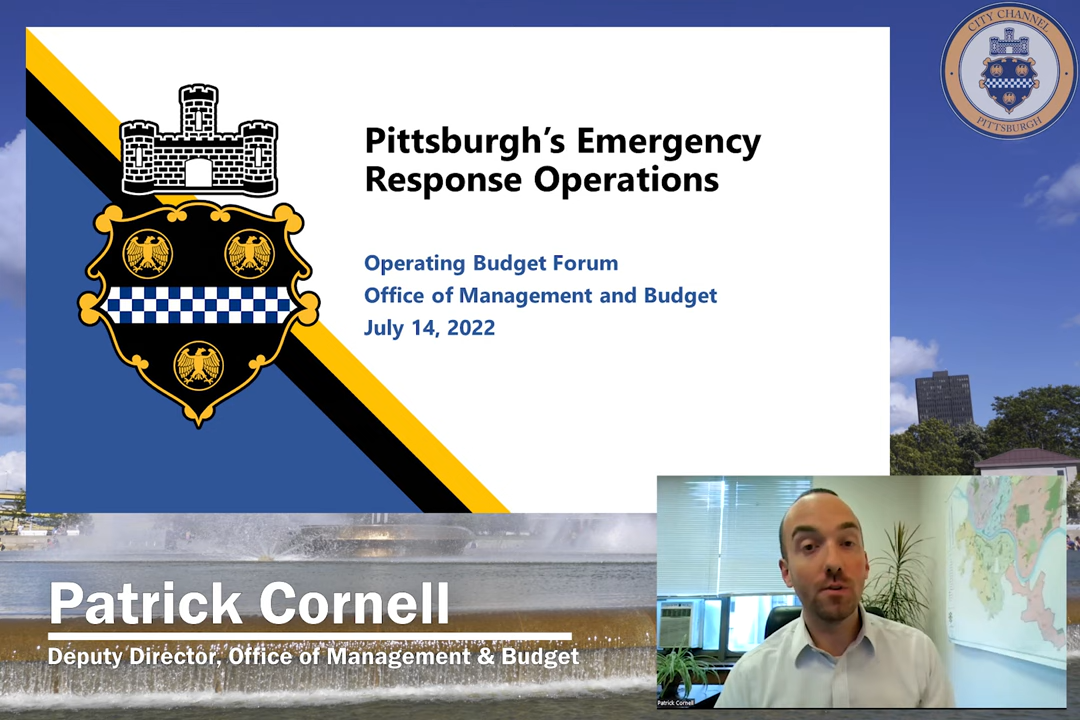 CITY CHANNEL
PITTSBURGH
Pittsburgh's Emergency
Response Operations
Operating Budget Forum
Office of Management and Budget
July 14, 2022
Patrick Cornell
Deputy Director, Office of Management & Budget
Patrick Cornell